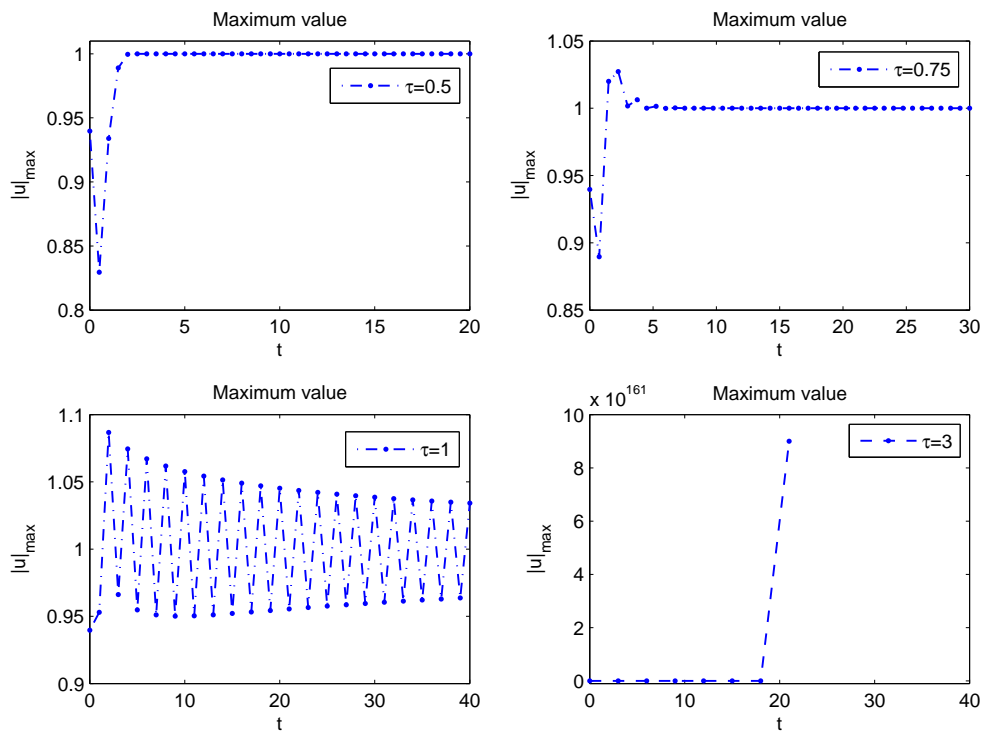 Maximum value
|u|max
1
0.95
0.9
0.85
0.8
τ=0.5
0 5 10 15 20
t
Maximum value
|u|max
1.05
1
0.95
0.9
0.85
τ=0.75
0 5 10 15 20 25 30
t
Maximum value
|u|max
1.1
1.05
1
0.95
0.9
τ=1
0 10 20 30 40
t
x 10^161
Maximum value
|u|max
10
8
6
4
2
0
τ=3
0 10 20 30 40
t